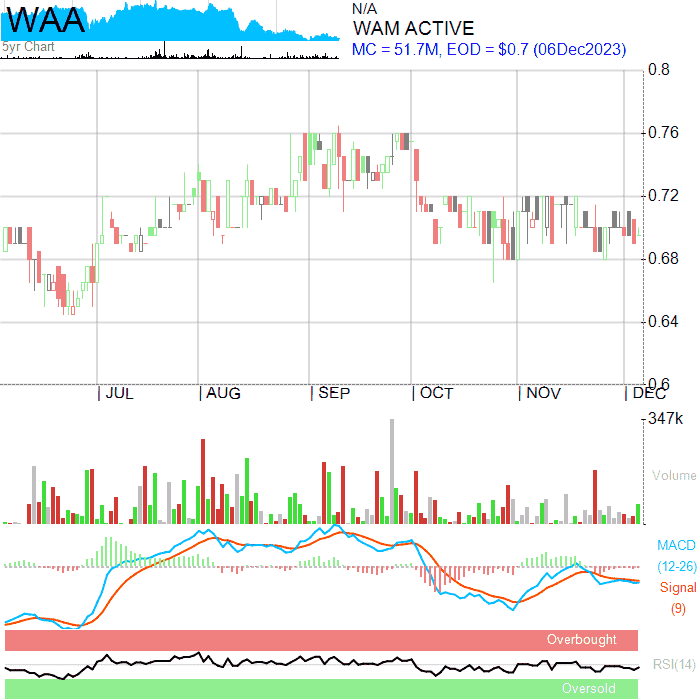 WAA
5yr Chart
N/A
WAM ACTIVE
MC = 51.7M, EOD = $0.7 (06Dec2023)
0.8
0.76
0.72
0.68
0.64
0.6
JUL
AUG
SEP
OCT
NOV
DEC
347k
Volume
MACD
(12-26)
Signal
(9)
Overbought
RSI(14)
Oversold